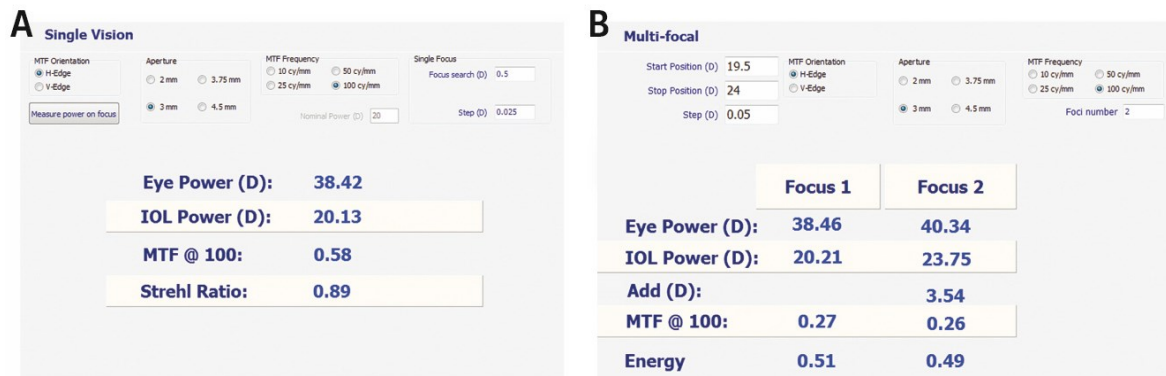 A
Single Vision
MTF Orientation
H-Edge
V-Edge
Measure power on focus
Aperture
2 mm 3.75 mm
3 mm 4.5 mm
MTF Frequency
10 cy/mm 50 cy/mm
25 cy/mm 100 cy/mm
Nominal Power (D) 20
Single Focus
Focus search (D) 0.5
Step (D) 0.025
Eye Power (D): 38.42
IOL Power (D): 20.13
MTF @ 100: 0.58
Strehl Ratio: 0.89
B
Multi-focal
Start Position (D) 19.5
Stop Position (D) 24
Step (D) 0.05
MTF Orientation
H-Edge
V-Edge
Aperture
2 mm 3.75 mm
3 mm 4.5 mm
MTF Frequency
10 cy/mm 50 cy/mm
25 cy/mm 100 cy/mm
Foci number 2
Focus 1 Focus 2
Eye Power (D): 38.46 40.34
IOL Power (D): 20.21 23.75
Add (D): 3.54
MTF @ 100: 0.27 0.26
Energy 0.51 0.49